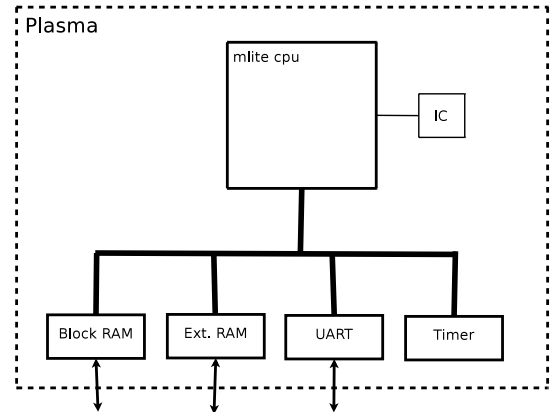 Plasma
mlite cpu
IC
Block RAM
Ext. RAM
UART
Timer